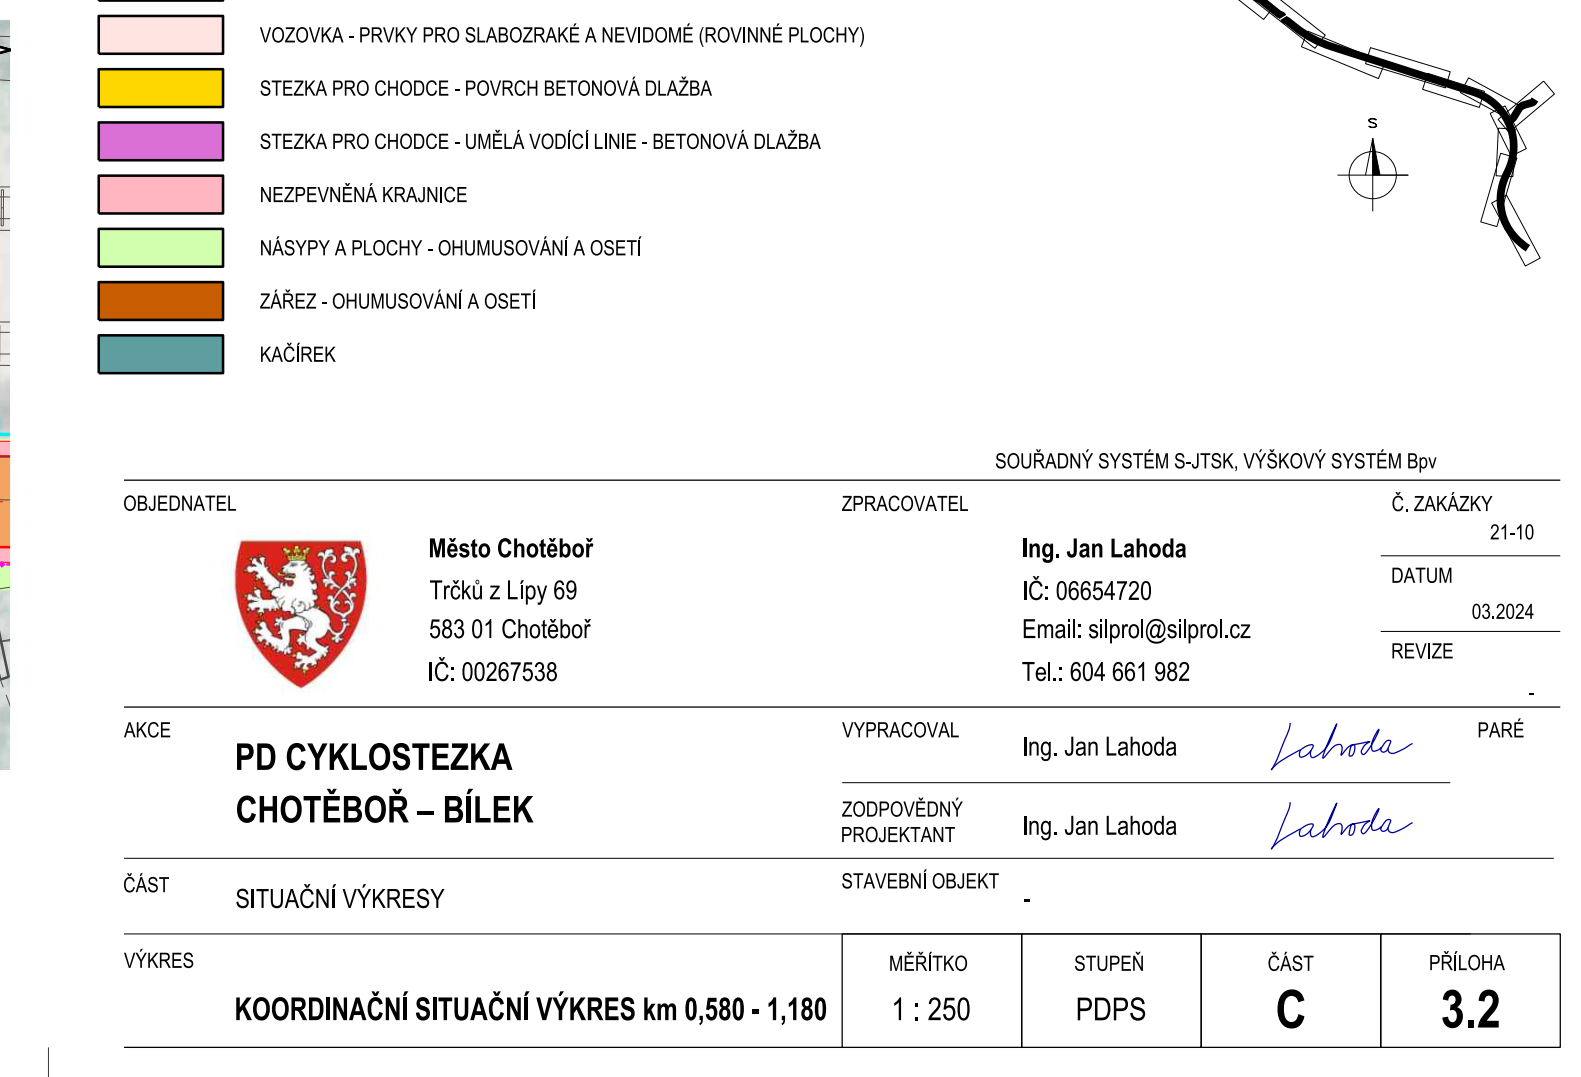 VOZOVKA - PRVKY PRO SLABOZRAKÉ A NEVIDOMÉ (ROVINNÉ PLOCHY)
STEZKA PRO CHODCE - POVRCH BETONOVÁ DLAŽBA
STEZKA PRO CHODCE - UMĚLÁ VODÍCÍ LINIE - BETONOVÁ DLAŽBA
NEZPEVNĚNÁ KRAJNICE
NÁSYPY A PLOCHY - OHUMUSOVÁNÍ A OSETÍ
ZÁŘEZ - OHUMUSOVÁNÍ A OSETÍ
KAČÍREK
S
SOUŘADNÝ SYSTÉM S-JTSK, VÝŠKOVÝ SYSTÉM Bpv
OBJEDNATEL
Město Chotěboř
Trčků z Lípy 69
583 01 Chotěboř
IČ: 00267538
ZPRACOVATEL
Ing. Jan Lahoda
IČ: 06654720
Email: silprol@silprol.cz
Tel.: 604 661 982
Č. ZAKÁZKY
21-10
DATUM
03.2024
REVIZE
-
AKCE
PD CYKLOSTEZKA
CHOTĚBOŘ – BÍLEK
VYPRACOVAL
Ing. Jan Lahoda
Lahoda
PARÉ
ZODPOVĚDNÝ
PROJEKTANT
Ing. Jan Lahoda
Lahoda
ČÁST
SITUAČNÍ VÝKRESY
STAVEBNÍ OBJEKT
-
VÝKRES
KOORDINAČNÍ SITUAČNÍ VÝKRES km 0,580 - 1,180
MĚŘÍTKO
1 : 250
STUPEŇ
PDPS
ČÁST
C
PŘÍLOHA
3.2